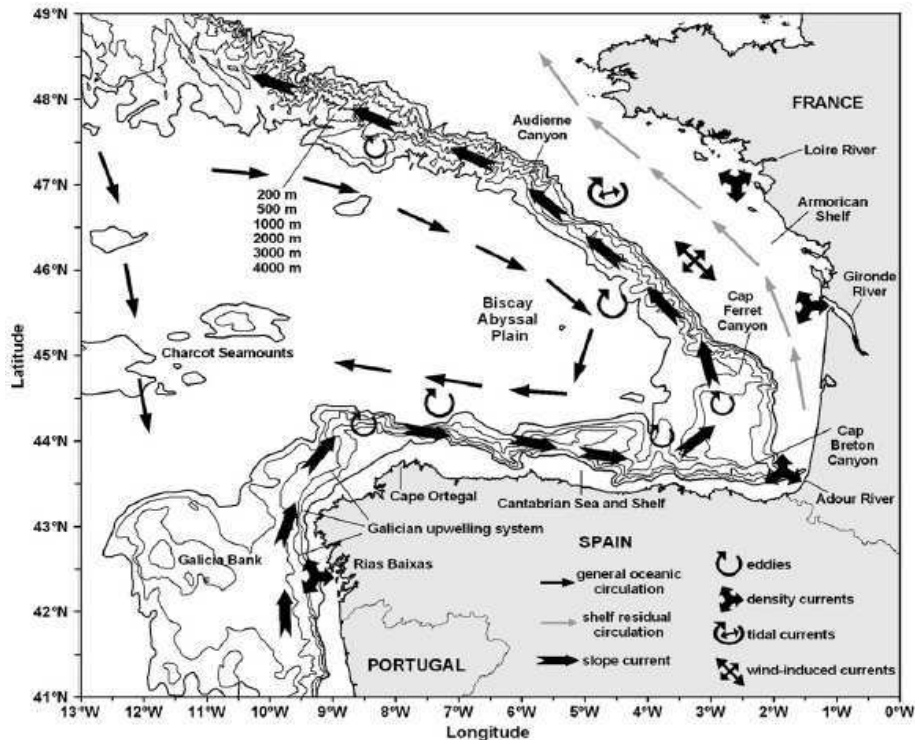 49°N
48°N
47°N
46°N
45°N
44°N
43°N
42°N
41°N
Latitude
FRANCE
Audierne
Canyon
Loire River
Armorican
Shelf
200 m
500 m
1000 m
2000 m
3000 m
4000 m
Gironde
River
Cap
Ferret
Canyon
Biscay
Abyssal
Plain
Charcot Seamounts
Cap
Breton
Canyon
Adour River
Cape Ortegal
Cantabrian Sea and Shelf
Galician upwelling system
Galicia Bank
Rias Baixas
SPAIN
general oceanic
circulation
shelf residual
circulation
slope current
eddies
density currents
tidal currents
wind-induced currents
PORTUGAL
13°W
12°W
11°W
10°W
9°W
8°W
7°W
6°W
5°W
4°W
3°W
2°W
1°W
0°W
Longitude